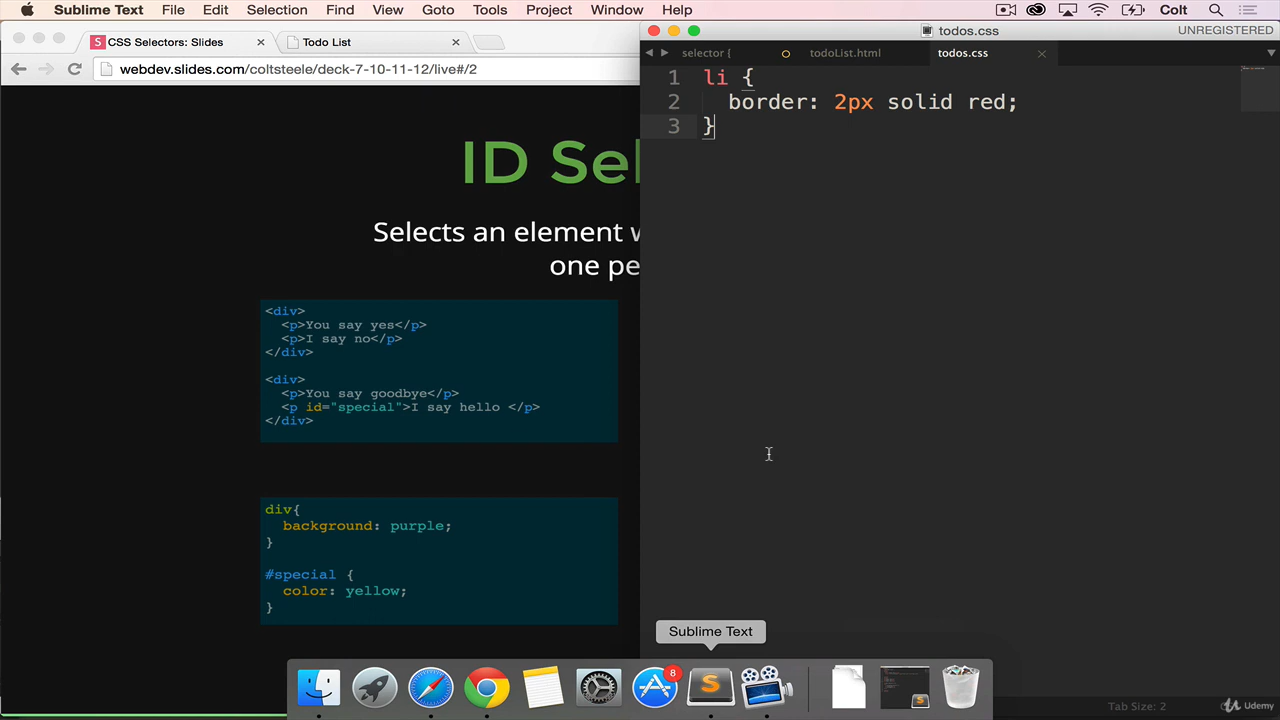 Sublime Text File Edit Selection Find View Goto Tools Project Window Help Colt
CSS Selectors: Slides
Todo List
webdev.slides.com/coltsteele/deck-7-10-11-12/live#/2
ID Sel
Selects an element w
one pe
<div>
<p>You say yes</p>
<p>I say no</p>
</div>
<div>
<p>You say goodbye</p>
<p id="special">I say hello </p>
</div>
div{
background: purple;
}
#special {
color: yellow;
}
todos.css
UNREGISTERED
selector {
todoList.html
todos.css
1 li {
2 border: 2px solid red;
3 }
Sublime Text
8
Tab Size: 2
Udemy